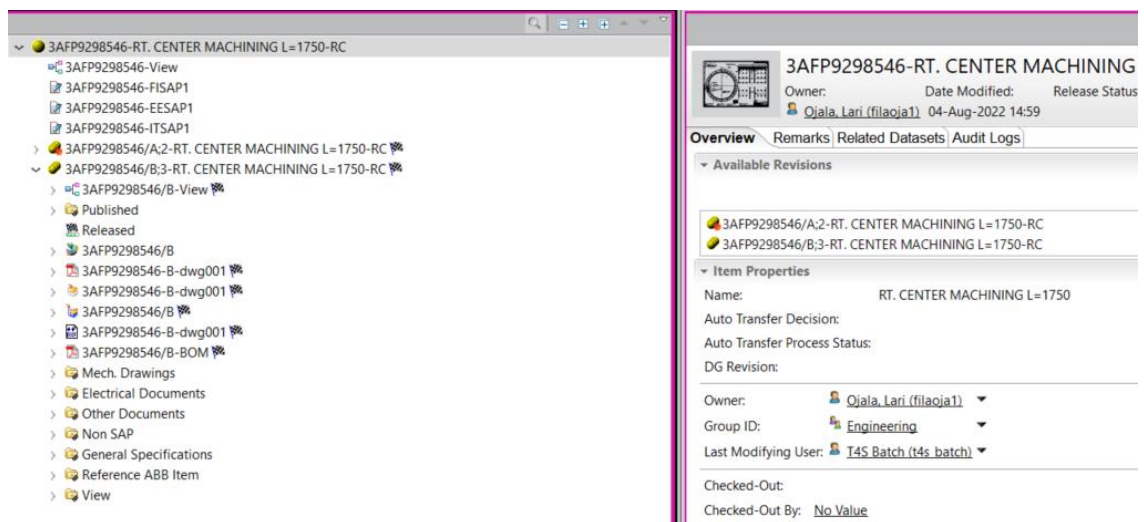 3AFP9298546-RT. CENTER MACHINING L=1750-RC
3AFP9298546-View
3AFP9298546-FISAP1
3AFP9298546-EESAP1
3AFP9298546-ITSAP1
3AFP9298546/A;2-RT. CENTER MACHINING L=1750-RC
3AFP9298546/B;3-RT. CENTER MACHINING L=1750-RC
3AFP9298546/B-View
Published
Released
3AFP9298546/B
3AFP9298546-B-dwg001
3AFP9298546-B-dwg001
3AFP9298546/B
3AFP9298546-B-dwg001
3AFP9298546/B-BOM
Mech. Drawings
Electrical Documents
Other Documents
Non SAP
General Specifications
Reference ABB Item
View
3AFP9298546-RT. CENTER MACHINING
Owner: Date Modified: Release Status
Ojala, Lari (filaoja1) 04-Aug-2022 14:59
Overview Remarks Related Datasets Audit Logs
Available Revisions
3AFP9298546/A;2-RT. CENTER MACHINING L=1750-RC
3AFP9298546/B;3-RT. CENTER MACHINING L=1750-RC
Item Properties
Name: RT. CENTER MACHINING L=1750
Auto Transfer Decision:
Auto Transfer Process Status:
DG Revision:
Owner: Ojala, Lari (filaoja1)
Group ID: Engineering
Last Modifying User: T4S Batch (t4s_batch)
Checked-Out:
Checked-Out By: No Value